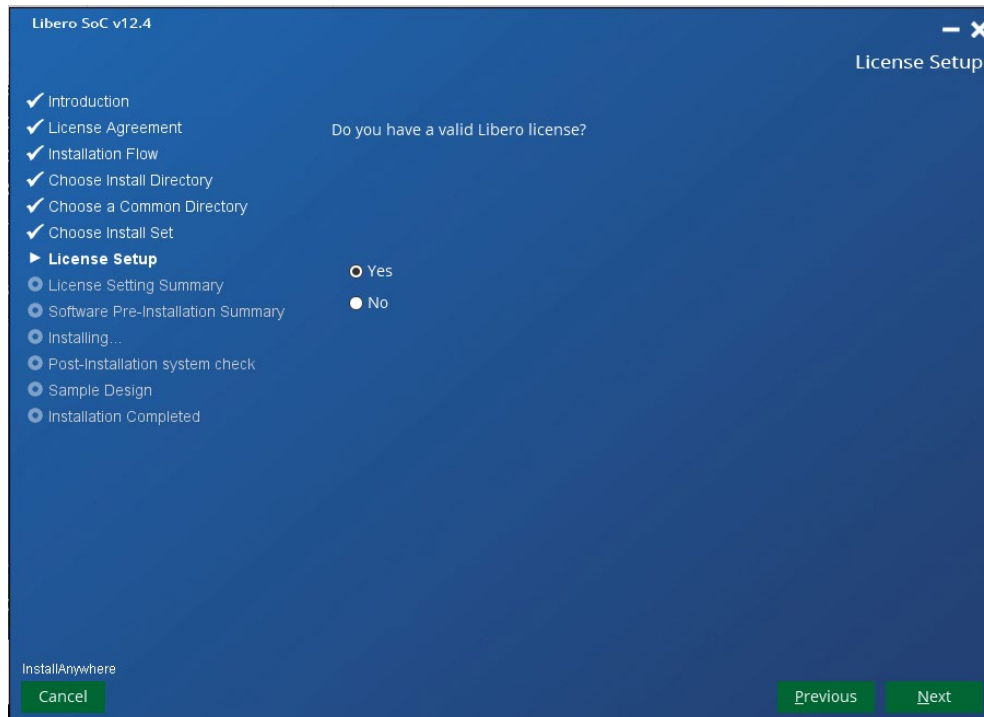 Libero SoC v12.4
License Setup
Introduction
License Agreement
Do you have a valid Libero license?
Installation Flow
Choose Install Directory
Choose a Common Directory
Choose Install Set
License Setup
Yes
License Setting Summary
No
Software Pre-Installation Summary
Installing...
Post-Installation system check
Sample Design
Installation Completed
InstallAnywhere
Cancel
Previous
Next